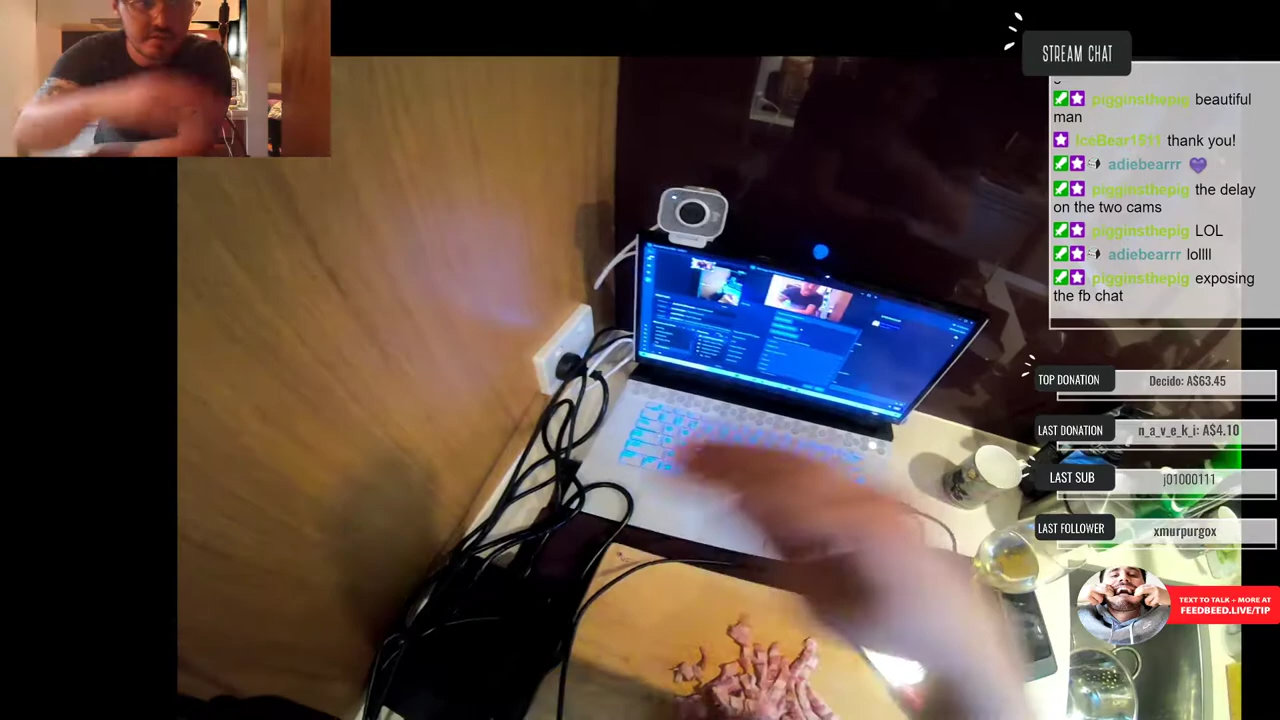 STREAM CHAT
pigginsthepig beautiful
man
IceBear1511 thank you!
adiebearrr
pigginsthepig the delay
on the two cams
pigginsthepig LOL
adiebearrr lollll
pigginsthepig exposing
the fb chat
TOP DONATION
Decido: A$63.45
LAST DONATION
n_a_v_e_k_i: A$4.10
LAST SUB
j01000111
LAST FOLLOWER
xmurpurgox
TEXT TO TALK + MORE AT
FEEDBEED.LIVE/TIP